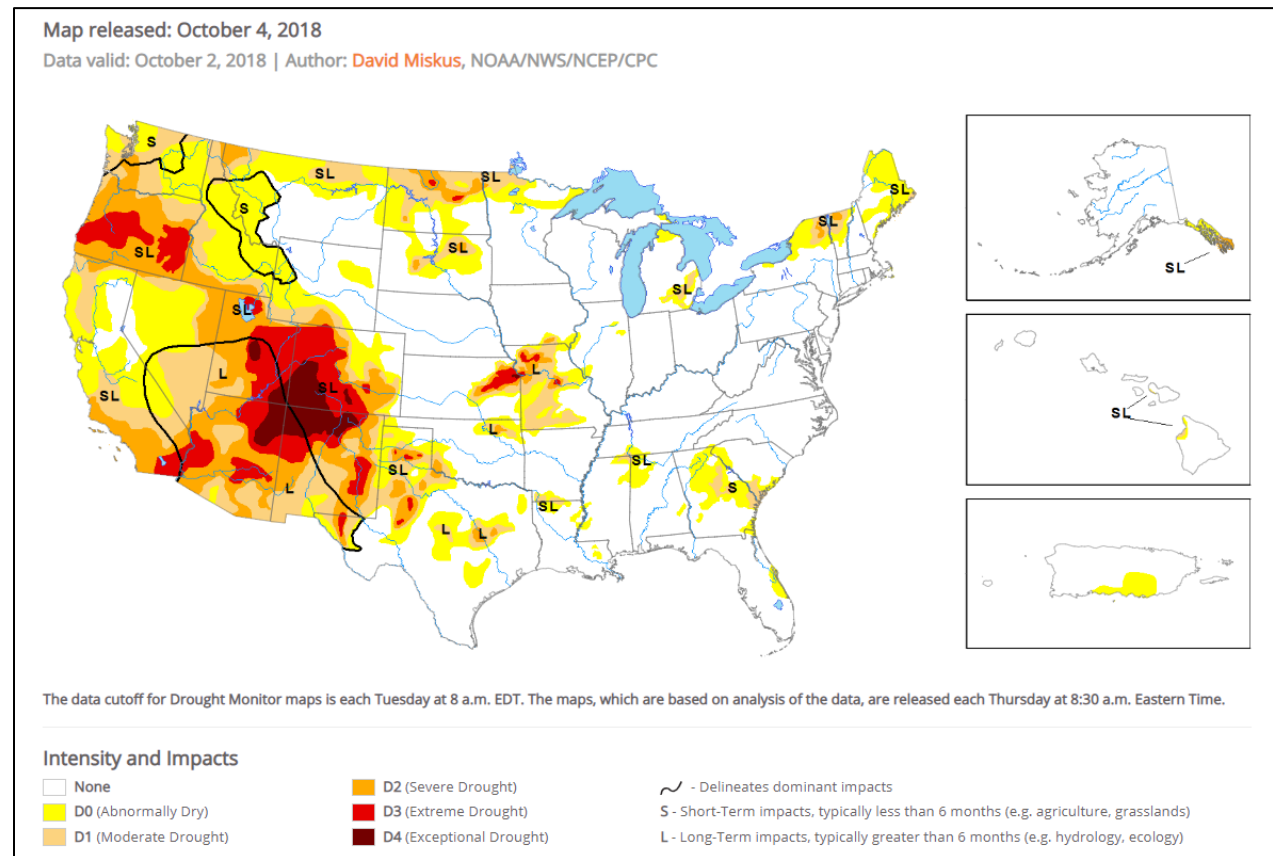 Map released: October 4, 2018
Data valid: October 2, 2018 | Author: David Miskus, NOAA/NWS/NCEP/CPC
S
SL
SL
S
SL
SL
SL
SL
SL
SL
SL
SL
L
SL
SL
L
SL
L
SL
SL
S
L
SL
L
L
SL
The data cutoff for Drought Monitor maps is each Tuesday at 8 a.m. EDT. The maps, which are based on analysis of the data, are released each Thursday at 8:30 a.m. Eastern Time.
Intensity and Impacts
None
D0 (Abnormally Dry)
D1 (Moderate Drought)
D2 (Severe Drought)
D3 (Extreme Drought)
D4 (Exceptional Drought)
- Delineates dominant impacts
S - Short-Term impacts, typically less than 6 months (e.g. agriculture, grasslands)
L - Long-Term impacts, typically greater than 6 months (e.g. hydrology, ecology)